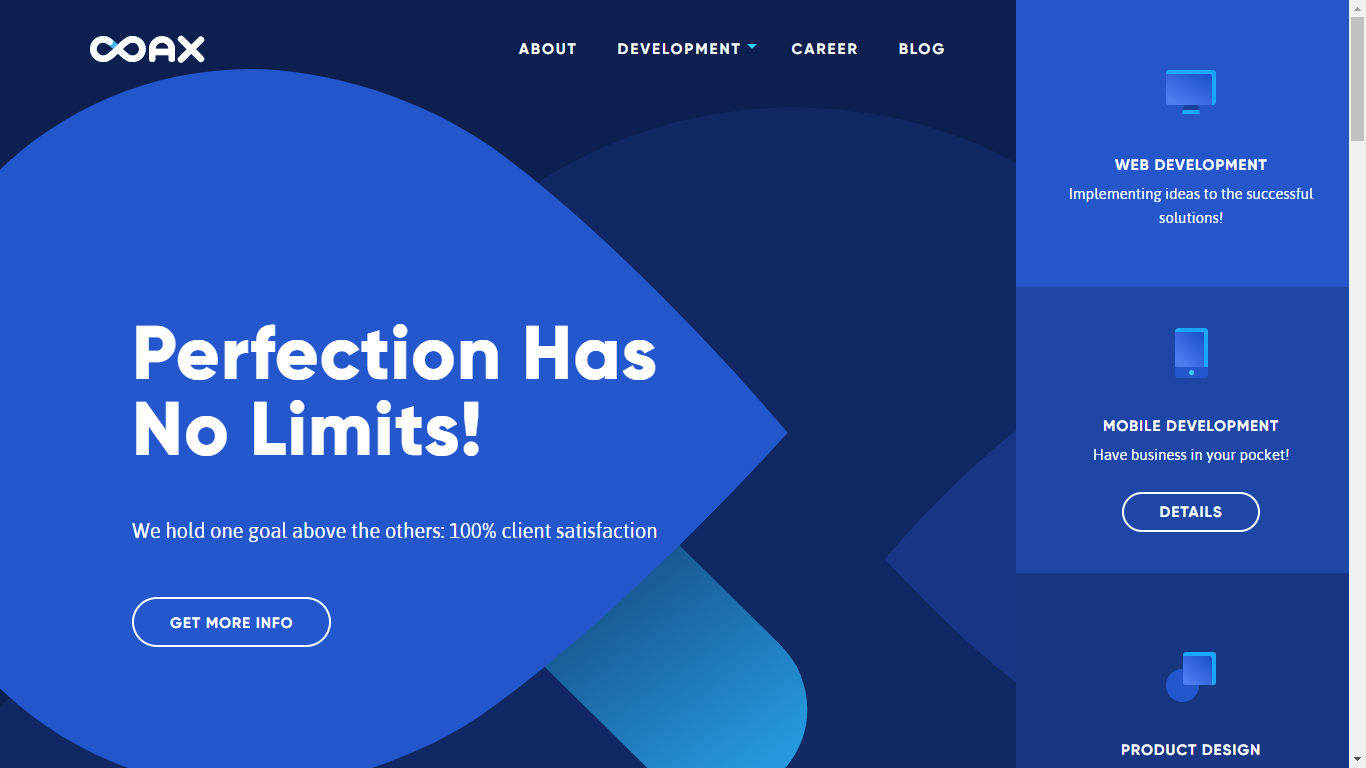 COAX
ABOUT DEVELOPMENT CAREER BLOG
Perfection Has
No Limits!
We hold one goal above the others: 100% client satisfaction
GET MORE INFO
WEB DEVELOPMENT
Implementing ideas to the successful
solutions!
MOBILE DEVELOPMENT
Have business in your pocket!
DETAILS
PRODUCT DESIGN